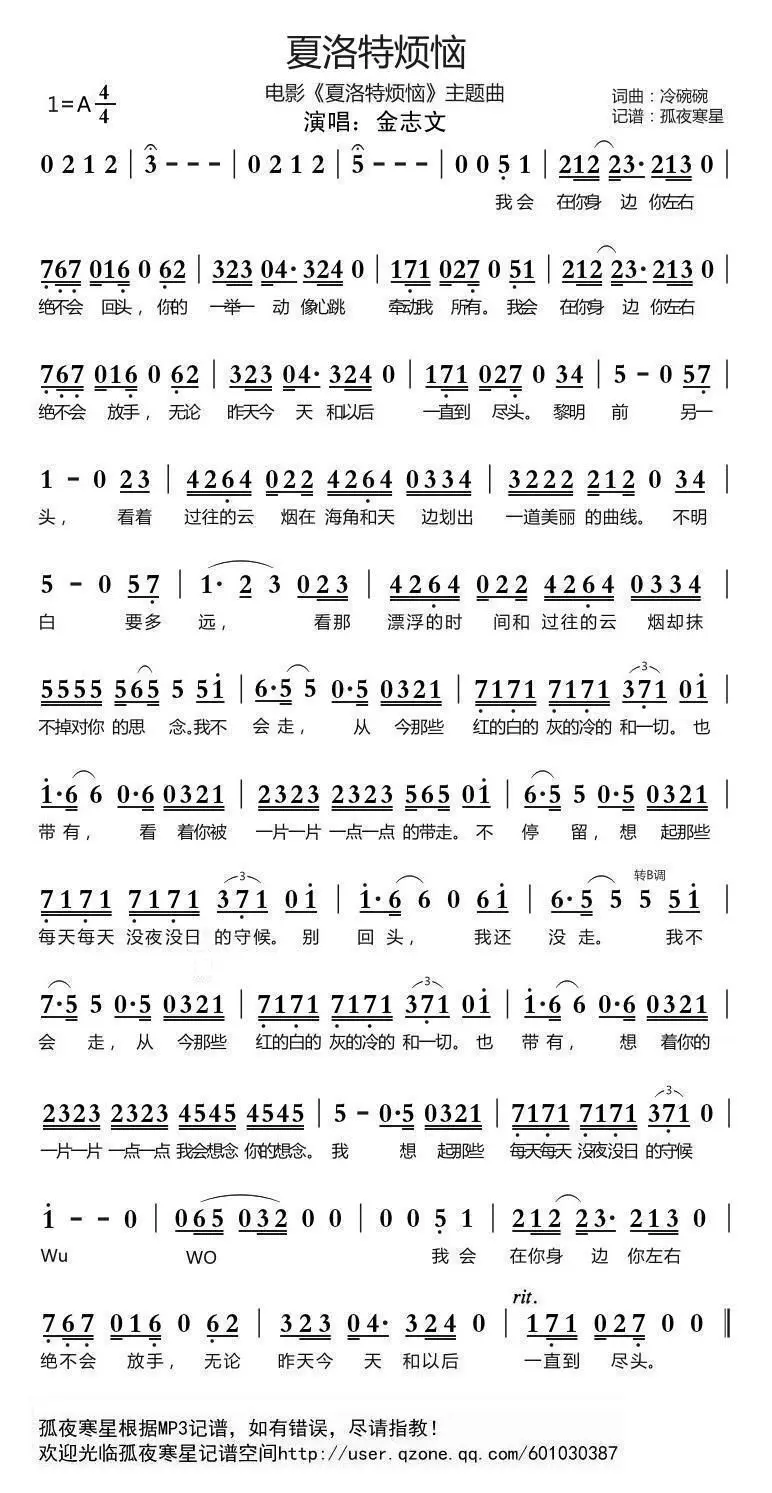 夏洛特烦恼
电影《夏洛特烦恼》主题曲
1=A 4/4
词曲：冷碗碗
记谱：孤夜寒星
演唱：金志文
0 2 1 2 | 3 - - - | 0 2 1 2 | 5 - - - | 0 0 5 1 | 212 23· 213 0 |
我会 在你身 边 你左右
767 016 0 62 | 323 04· 324 0 | 171 027 0 51 | 212 23· 213 0 |
绝不会 回头，你的 一举一 动 像心跳 牵动我 所有。我会 在你身 边 你左右
767 016 0 62 | 323 04· 324 0 | 171 027 0 34 | 5 - 0 57 |
绝不会 放手，无论 昨天今 天 和以后 一直到 尽头。黎明 前 另一
1 - 0 23 | 4264 022 4264 0334 | 3222 212 0 34 |
头， 看着 过往的云 烟在 海角和天 边划出 一道美丽 的曲线。 不明
5 - 0 57 | 1· 2 3 023 | 4264 022 4264 0334 |
白 要多 远， 看那 漂浮的时 间和 过往的云 烟却抹
5555 565 5 51 | 6·5 5 0·5 0321 | 7171 7171 371 01 |
3
不掉对你 的思 念。我不 会走， 从 今那些 红的白的 灰的冷的 和一切。也
1·6 6 0·6 0321 | 2323 2323 565 01 | 6·5 5 0·5 0321 |
带有， 看 着你被 一片一片 一点一点 的带走。不 停 留，想 起那些
3
转B调
7171 7171 371 01 | 1·6 6 0 61 | 6·5 5 5 51 |
每天每天 没夜没日 的守候。 别 回头， 我还 没走。 我不
7·5 5 0·5 0321 | 7171 7171 371 01 | 1·6 6 0·6 0321 |
3
会 走，从 今那些 红的白的 灰的冷的 和一切。也 带有， 想 着你的
2323 2323 4545 4545 | 5 - 0·5 0321 | 7171 7171 371 0 |
3
一片一片 一点一点 我会想念 你的想念。我 想 起那些 每天每天 没夜没日 的守候
1 - - 0 | 065 032 0 0 | 0 0 5 1 | 212 23· 213 0 |
Wu WO 我会 在你身 边 你左右
rit.
767 016 0 62 | 323 04· 324 0 | 171 027 0 0 ‖
绝不会 放手， 无论 昨天今 天 和以后 一直到 尽头。
孤夜寒星根据MP3记谱，如有错误，尽请指教！
欢迎光临孤夜寒星记谱空间http://user.qzone.qq.com/601030387